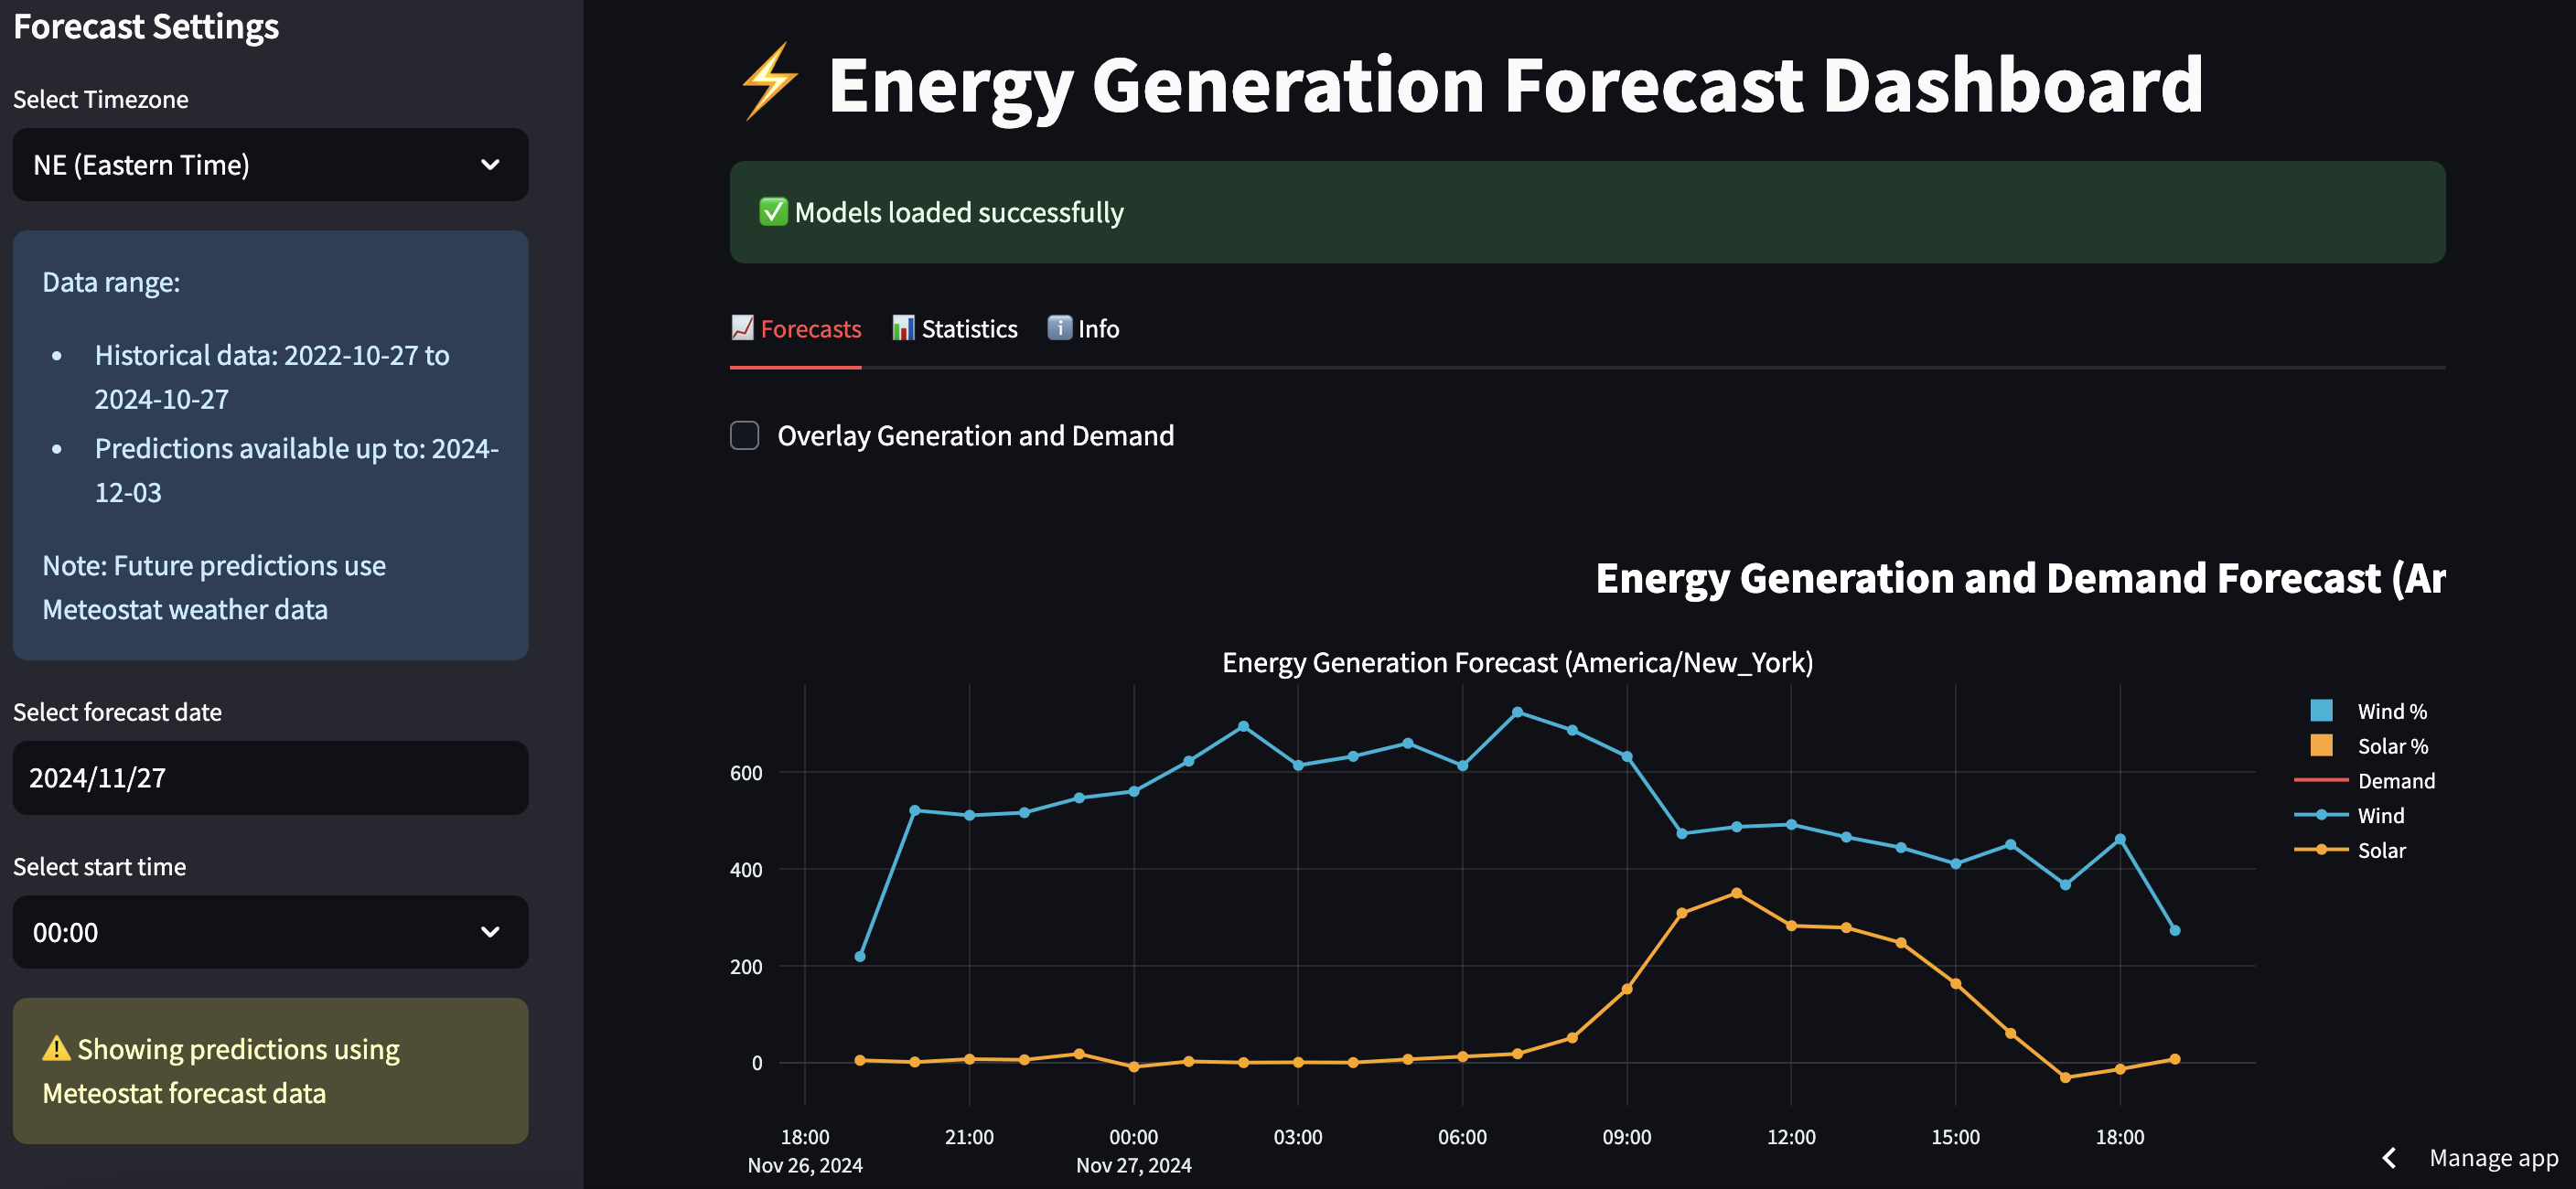 Forecast Settings
Select Timezone
NE (Eastern Time)
Data range:
Historical data: 2022-10-27 to
2024-10-27
Predictions available up to: 2024-
12-03
Note: Future predictions use
Meteostat weather data
Select forecast date
2024/11/27
Select start time
00:00
⚠️ Showing predictions using
Meteostat forecast data
⚡ Energy Generation Forecast Dashboard
✅ Models loaded successfully
📈 Forecasts 📊 Statistics ℹ️ Info
Overlay Generation and Demand
Energy Generation and Demand Forecast (Ar
Energy Generation Forecast (America/New_York)
600
400
200
0
18:00 21:00 00:00 03:00 06:00 09:00 12:00 15:00 18:00
Nov 26, 2024 Nov 27, 2024
Wind %
Solar %
Demand
Wind
Solar
Manage app